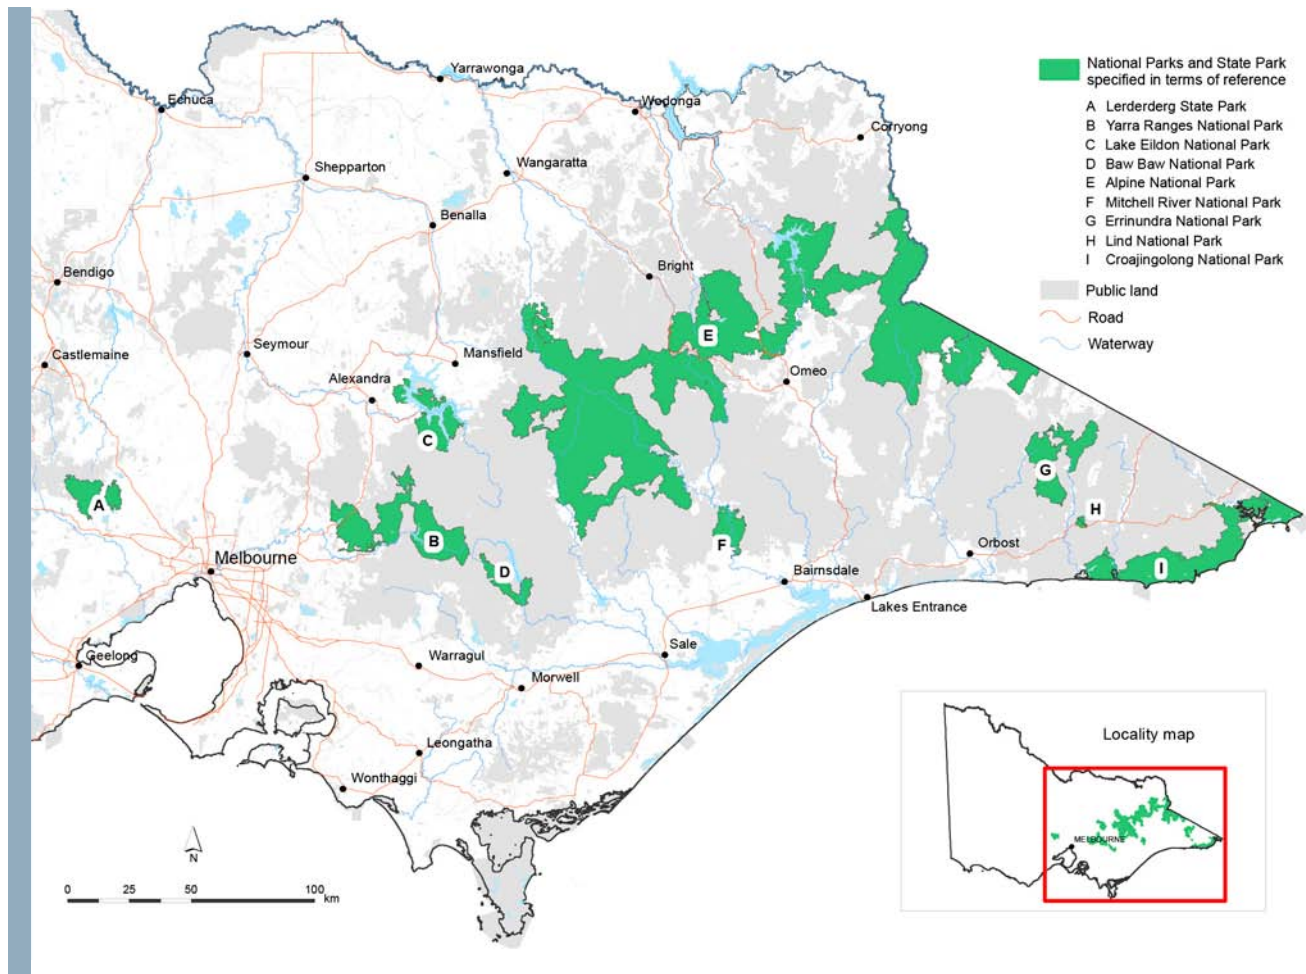 Yarrawonga
Echuca
Wodonga
Corryong
Shepparton
Wangaratta
Benalla
Bendigo
Bright
Castlemaine
Seymour
Mansfield
Alexandra
E
Omeo
C
A
G
H
B
F
Melbourne
D
Orbost
I
Bairnsdale
Lakes Entrance
Geelong
Warragul
Sale
Morwell
Leongatha
Wonthaggi
N
0 25 50 100
km
National Parks and State Park
specified in terms of reference
A Lerderderg State Park
B Yarra Ranges National Park
C Lake Eildon National Park
D Baw Baw National Park
E Alpine National Park
F Mitchell River National Park
G Errinundra National Park
H Lind National Park
I Croajingolong National Park
Public land
Road
Waterway
Locality map
MELBOURNE